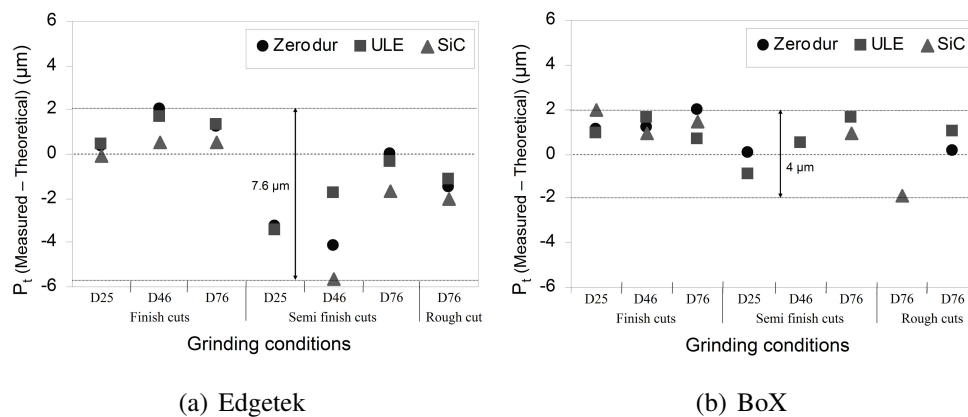 6
4
2
0
-2
-4
-6
Pt (Measured – Theoretical) (µm)
Zerodur ULE SiC
7.6 µm
D25 D46 D76 D25 D46 D76 D76
Finish cuts Semi finish cuts Rough cut
Grinding conditions
(a) Edgetek
6
4
2
0
-2
-4
-6
Pt (Measured – Theoretical) (µm)
Zerodur ULE SiC
4 µm
D25 D46 D76 D25 D46 D76 D76 D76
Finish cuts Semi finish cuts Rough cuts
Grinding conditions
(b) BoX